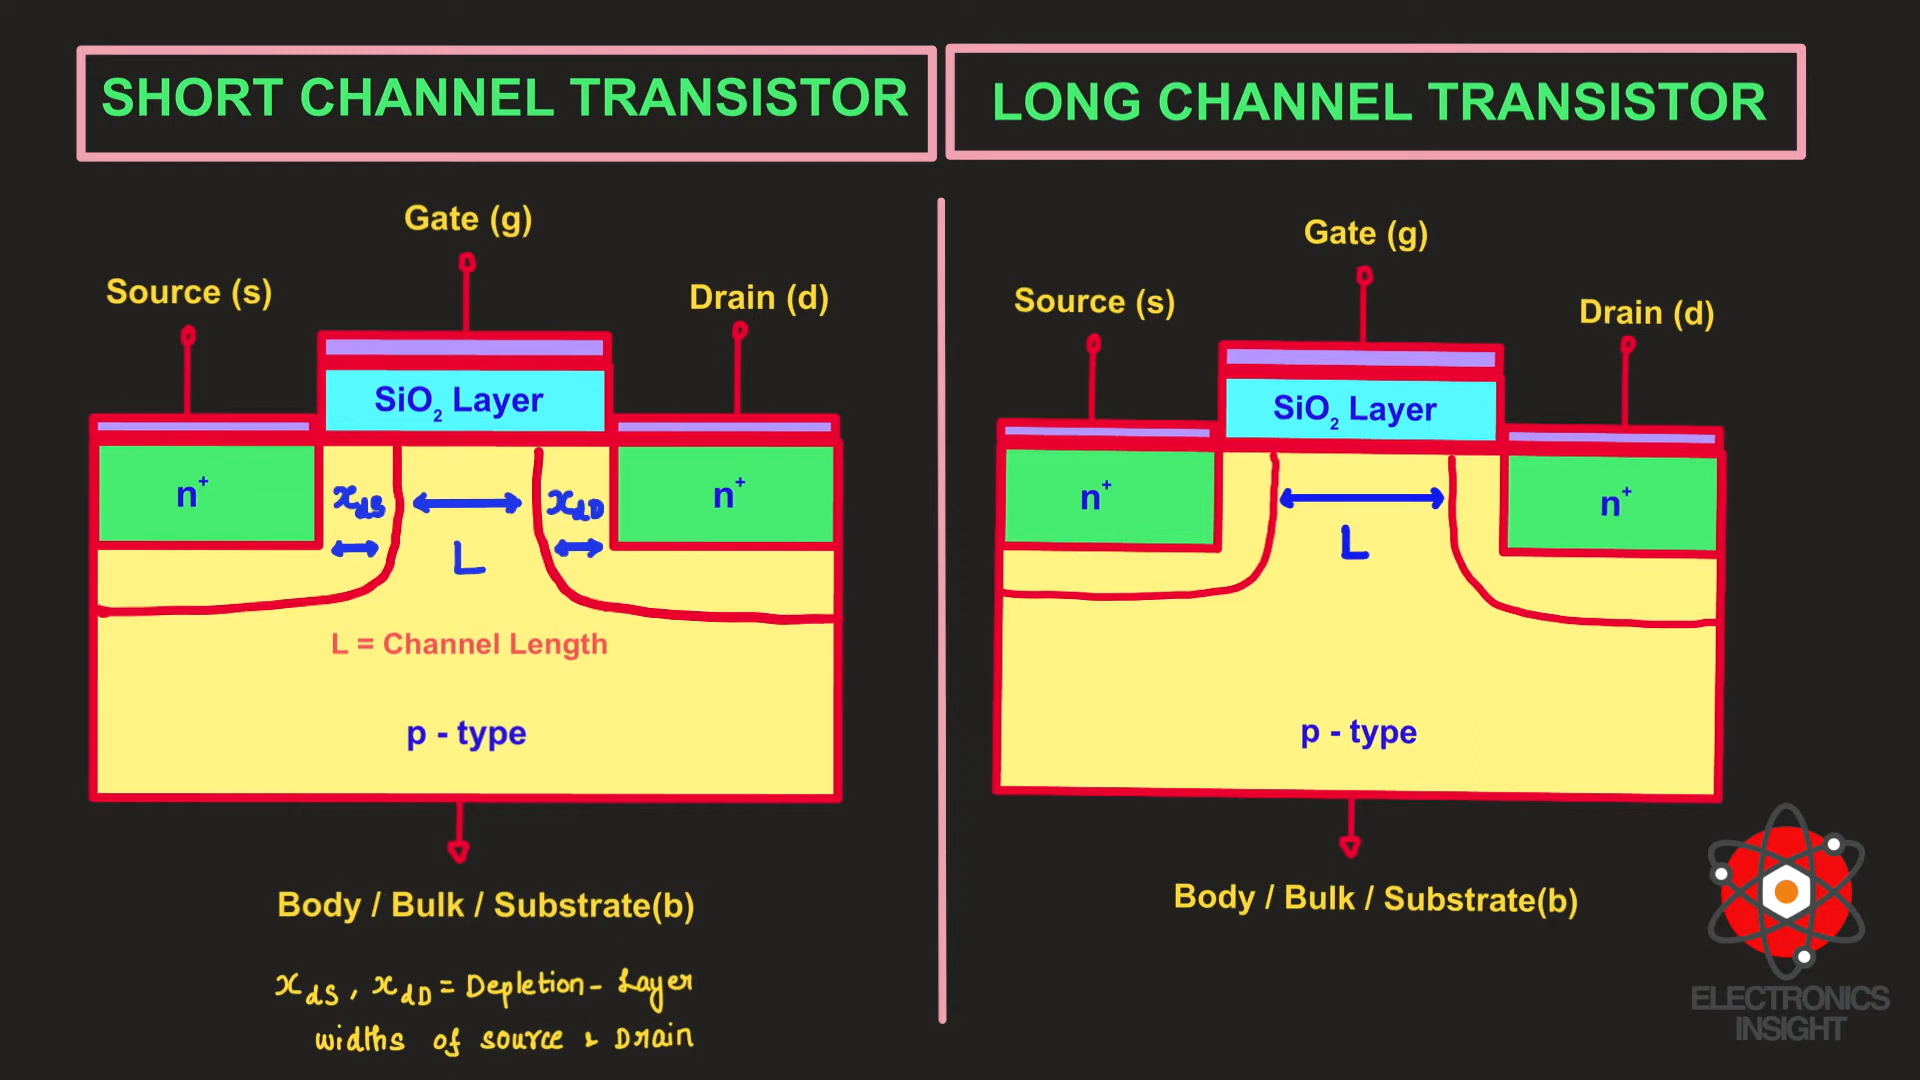 SHORT CHANNEL TRANSISTOR
Gate (g)
Source (s)
Drain (d)
SiO₂ Layer
n⁺
n⁺
xdS
xdD
L
L = Channel Length
p - type
Body / Bulk / Substrate(b)
xdS, xdD = Depletion - Layer
widths of source & Drain
LONG CHANNEL TRANSISTOR
Gate (g)
Source (s)
Drain (d)
SiO₂ Layer
n⁺
n⁺
L
p - type
Body / Bulk / Substrate(b)
ELECTRONICS
INSIGHT